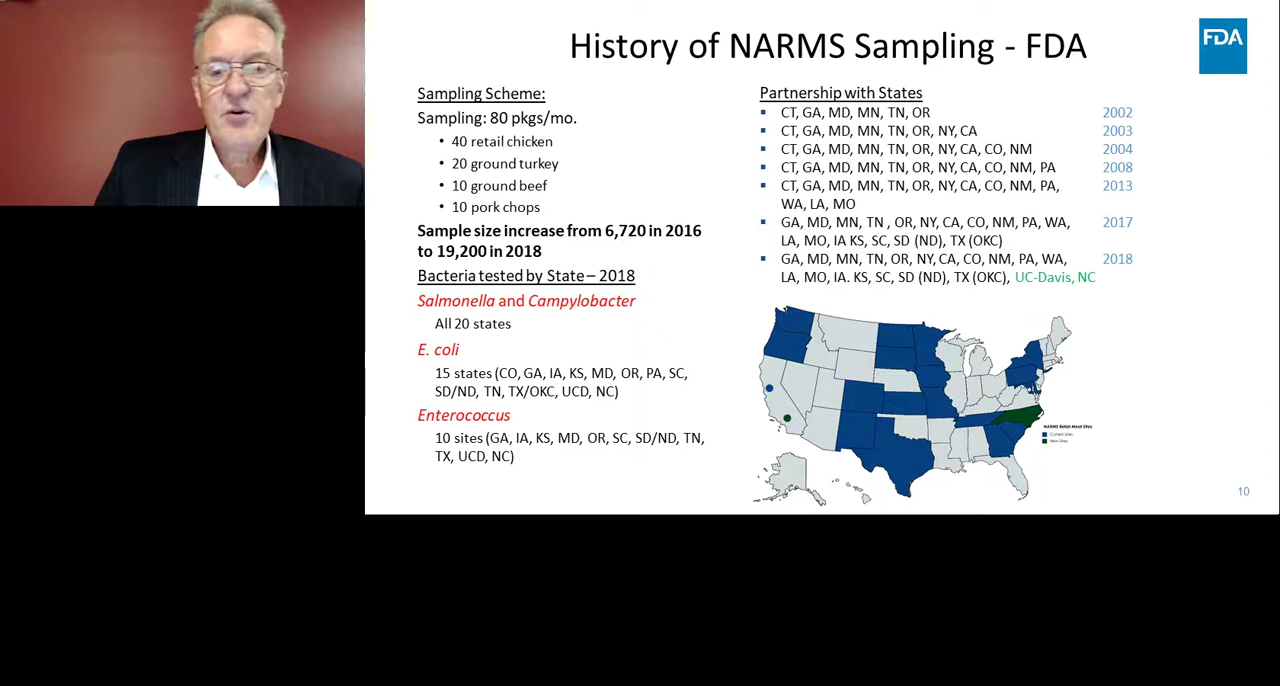 History of NARMS Sampling - FDA
FDA
Sampling Scheme:
Sampling: 80 pkgs/mo.
• 40 retail chicken
• 20 ground turkey
• 10 ground beef
• 10 pork chops
Sample size increase from 6,720 in 2016
to 19,200 in 2018
Bacteria tested by State – 2018
Salmonella and Campylobacter
All 20 states
E. coli
15 states (CO, GA, IA, KS, MD, OR, PA, SC,
SD/ND, TN, TX/OKC, UCD, NC)
Enterococcus
10 sites (GA, IA, KS, MD, OR, SC, SD/ND, TN,
TX, UCD, NC)
Partnership with States
▪ CT, GA, MD, MN, TN, OR 2002
▪ CT, GA, MD, MN, TN, OR, NY, CA 2003
▪ CT, GA, MD, MN, TN, OR, NY, CA, CO, NM 2004
▪ CT, GA, MD, MN, TN, OR, NY, CA, CO, NM, PA 2008
▪ CT, GA, MD, MN, TN, OR, NY, CA, CO, NM, PA, 2013
WA, LA, MO
▪ GA, MD, MN, TN , OR, NY, CA, CO, NM, PA, WA, 2017
LA, MO, IA KS, SC, SD (ND), TX (OKC)
▪ GA, MD, MN, TN, OR, NY, CA, CO, NM, PA, WA, 2018
LA, MO, IA. KS, SC, SD (ND), TX (OKC), UC-Davis, NC
NARMS Retail Meat Sites
Current Sites
New Sites
10